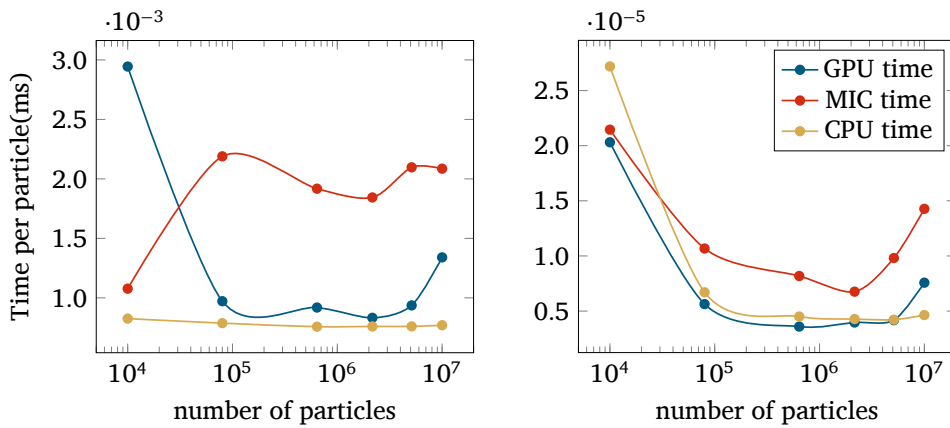 ·10⁻³
3.0
2.5
2.0
1.5
1.0
Time per particle(ms)
10⁴ 10⁵ 10⁶ 10⁷
number of particles
·10⁻⁵
2.5
2.0
1.5
1.0
0.5
10⁴ 10⁵ 10⁶ 10⁷
number of particles
GPU time
MIC time
CPU time